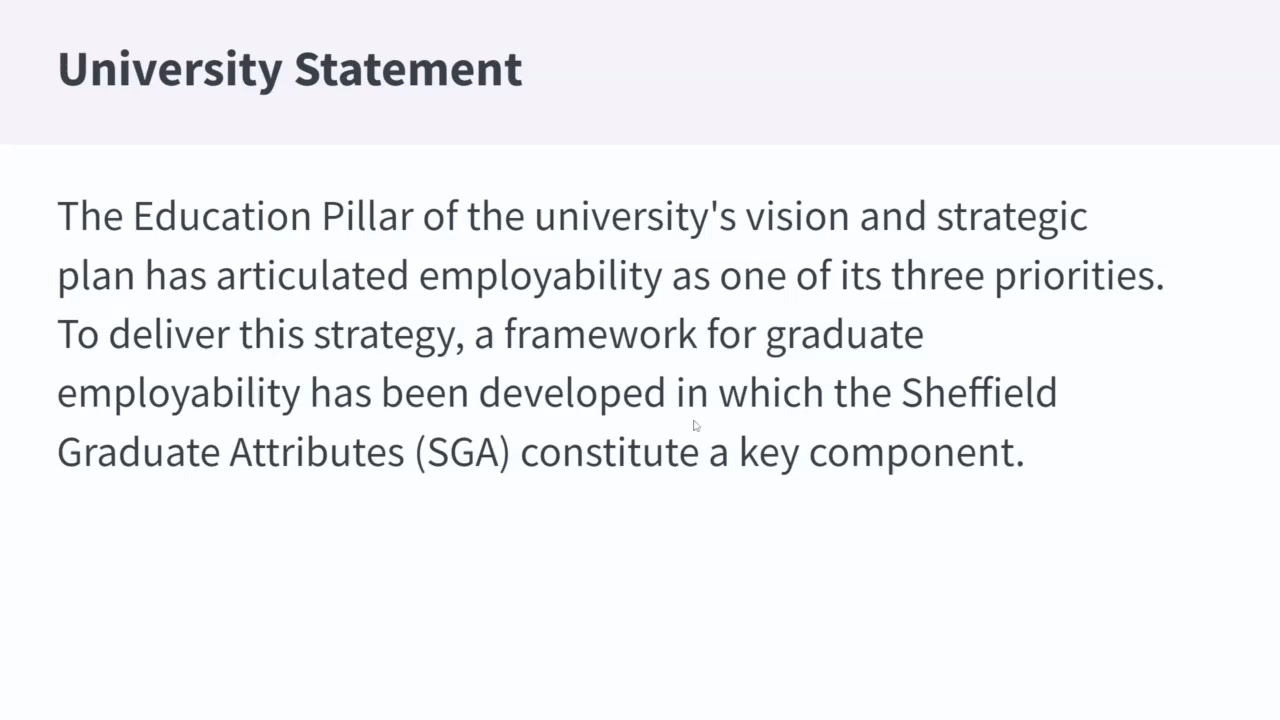 University Statement
The Education Pillar of the university's vision and strategic
plan has articulated employability as one of its three priorities.
To deliver this strategy, a framework for graduate
employability has been developed in which the Sheffield
Graduate Attributes (SGA) constitute a key component.